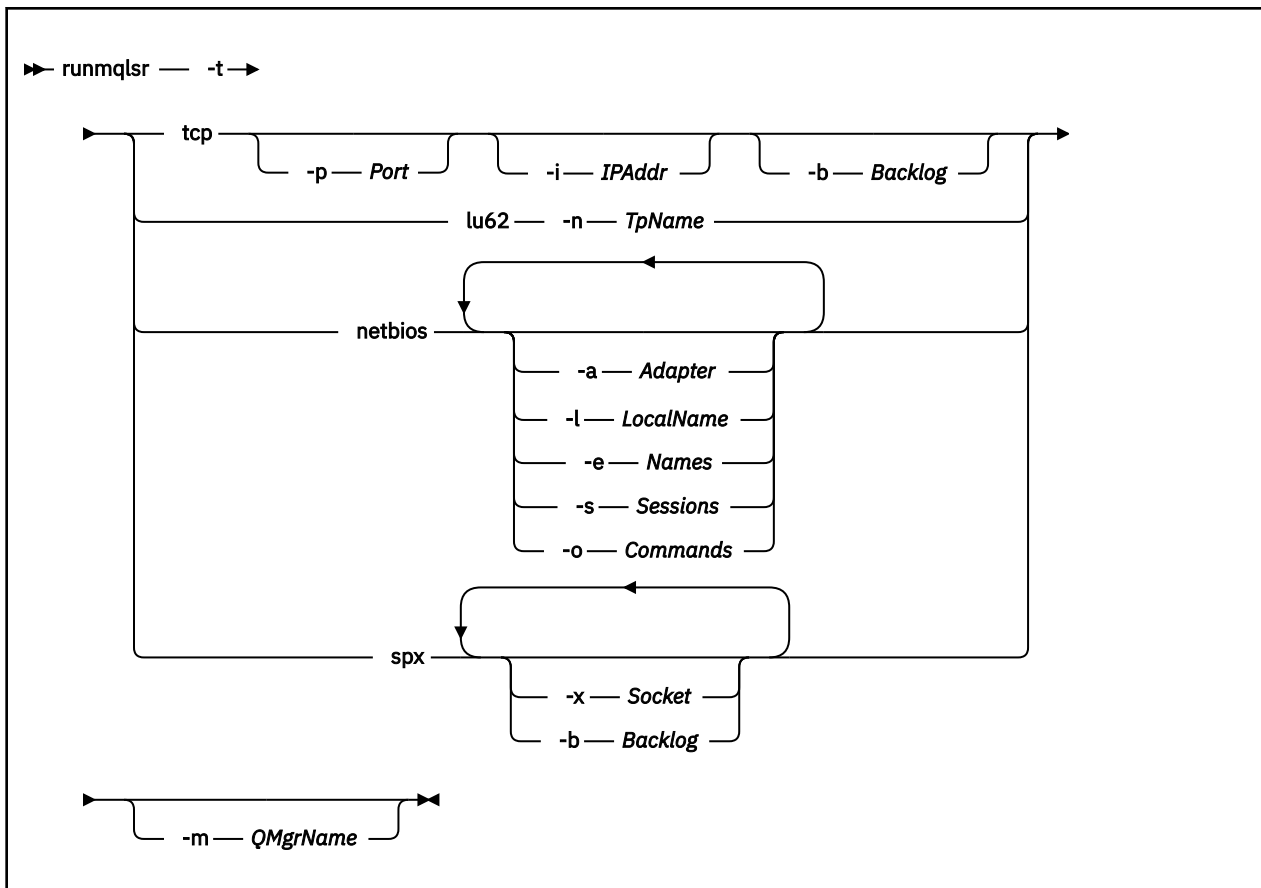 runmqlsr -t
tcp
-p Port -i IPAddr -b Backlog
lu62 -n TpName
netbios
-a Adapter
-l LocalName
-e Names
-s Sessions
-o Commands
spx
-x Socket
-b Backlog
-m QMgrName